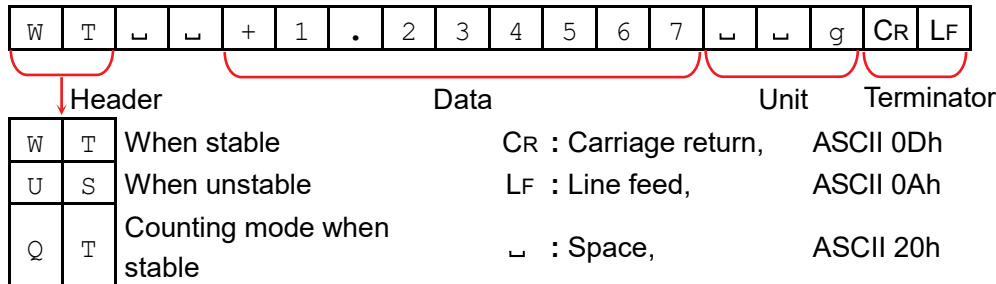 W T ␣ ␣ + 1 . 2 3 4 5 6 7 ␣ ␣ g CR LF
Header Data Unit Terminator
W T When stable CR : Carriage return, ASCII 0Dh
U S When unstable LF : Line feed, ASCII 0Ah
Q T Counting mode when
stable ␣ : Space, ASCII 20h